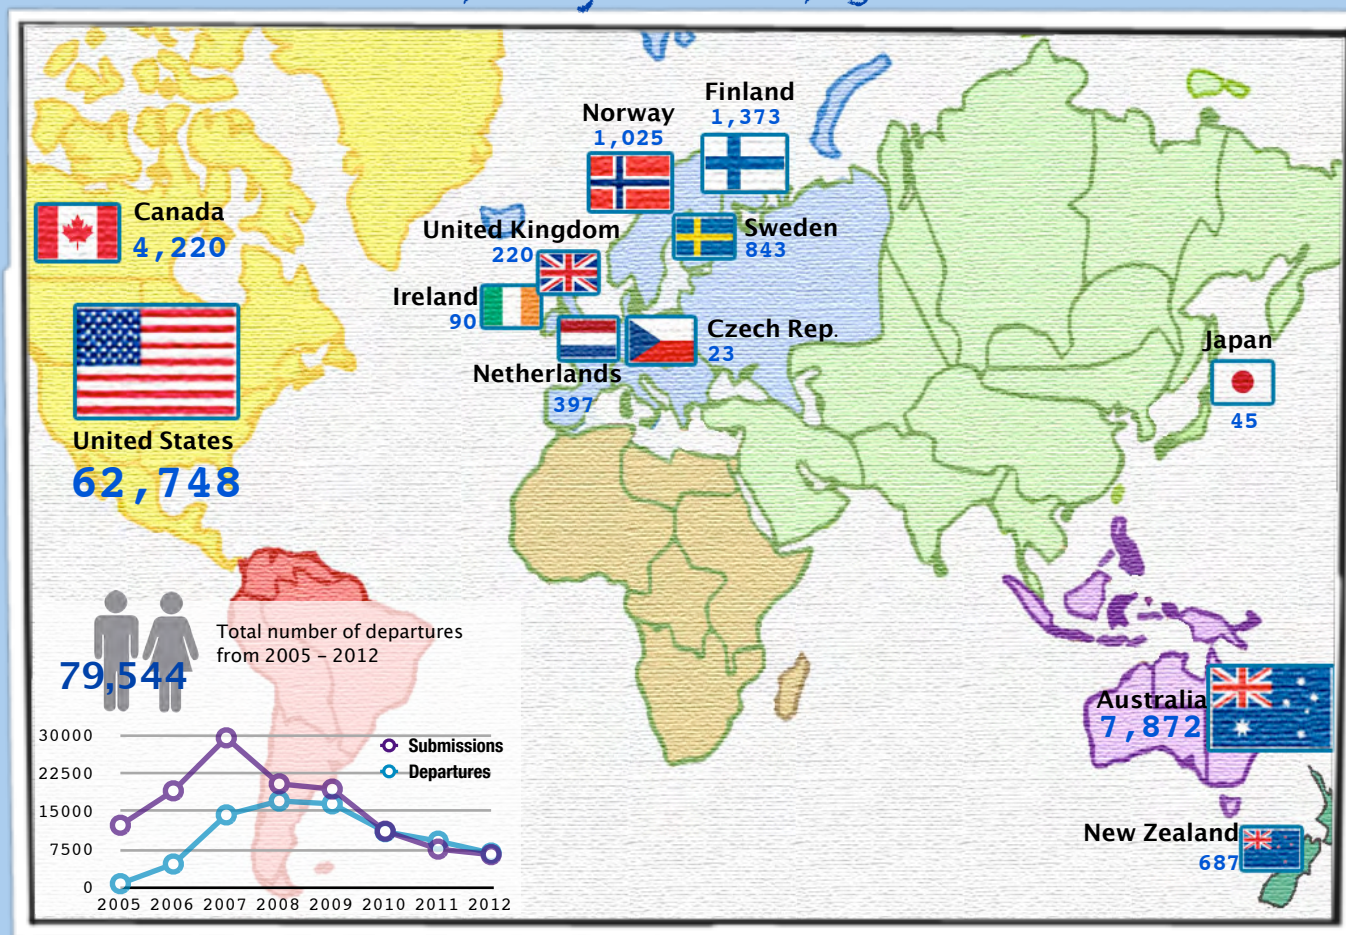 Finland
1,373
Norway
1,025
Canada
4,220
United Kingdom
220
Sweden
843
Ireland
90
Czech Rep.
23
Netherlands
397
Japan
45
United States
62,748
79,544
Total number of departures
from 2005 – 2012
Australia
7,872
New Zealand
687
30000
22500
15000
7500
0
Submissions
Departures
2005 2006 2007 2008 2009 2010 2011 2012